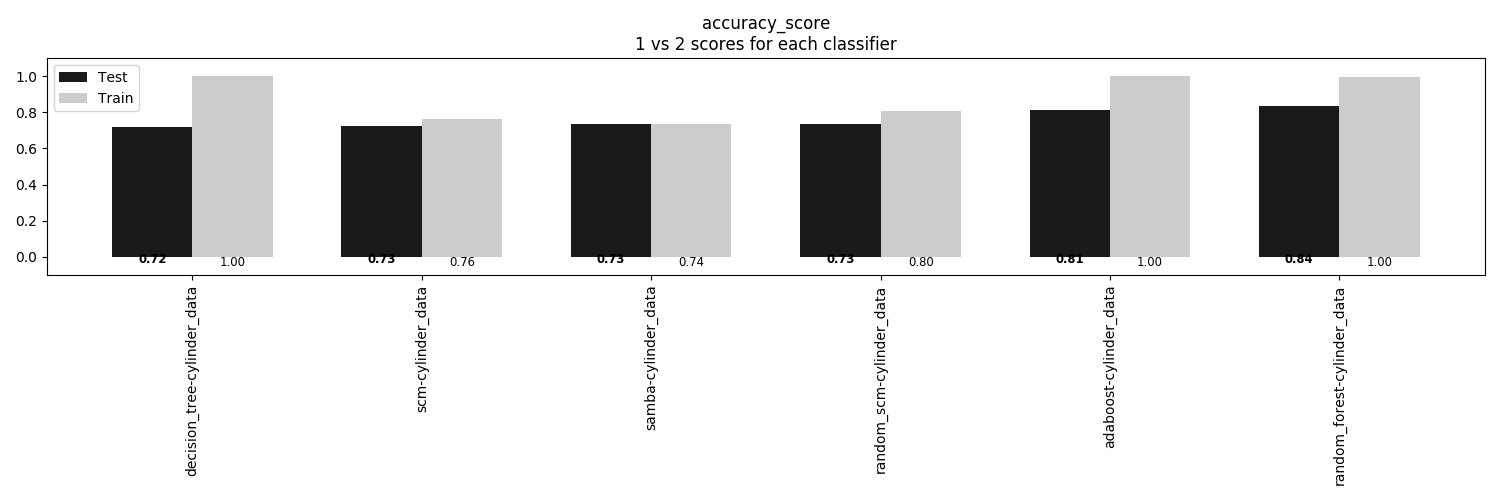 accuracy_score
1 vs 2 scores for each classifier
Test
Train
1.0
0.8
0.6
0.4
0.2
0.0
0.72
1.00
0.73
0.76
0.73
0.74
0.73
0.80
0.81
1.00
0.84
1.00
decision_tree-cylinder_data
scm-cylinder_data
samba-cylinder_data
random_scm-cylinder_data
adaboost-cylinder_data
random_forest-cylinder_data